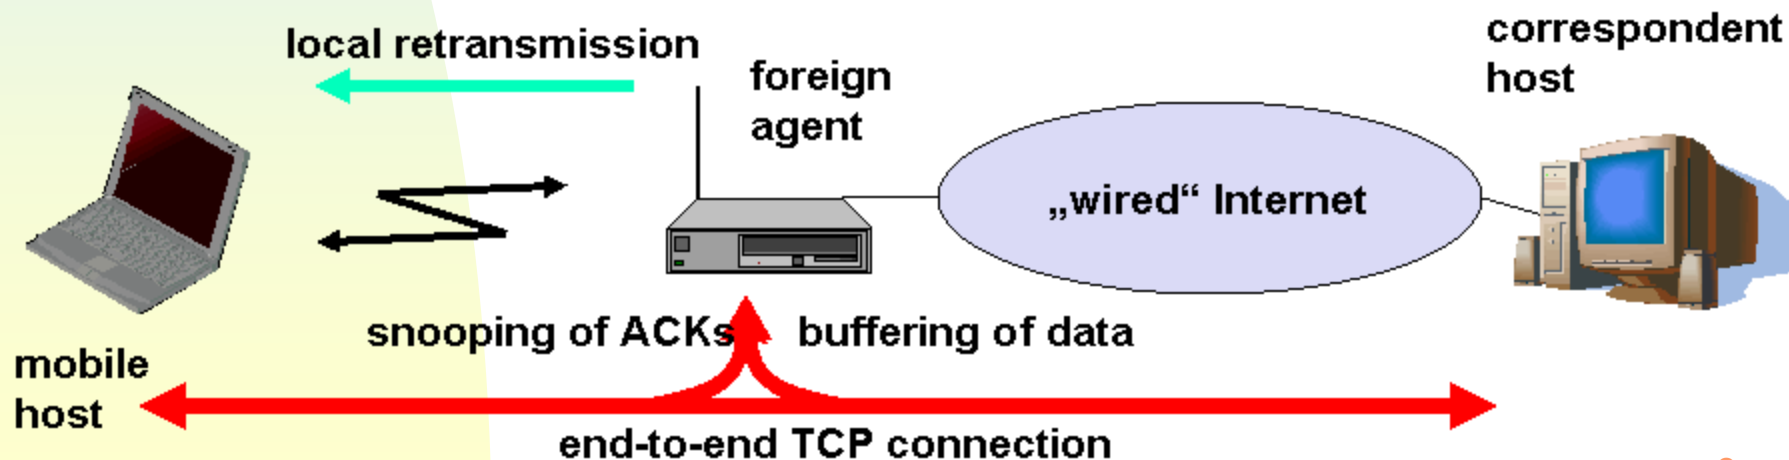 local retransmission
foreign
agent
correspondent
host
„wired“ Internet
snooping of ACKs
buffering of data
mobile
host
end-to-end TCP connection